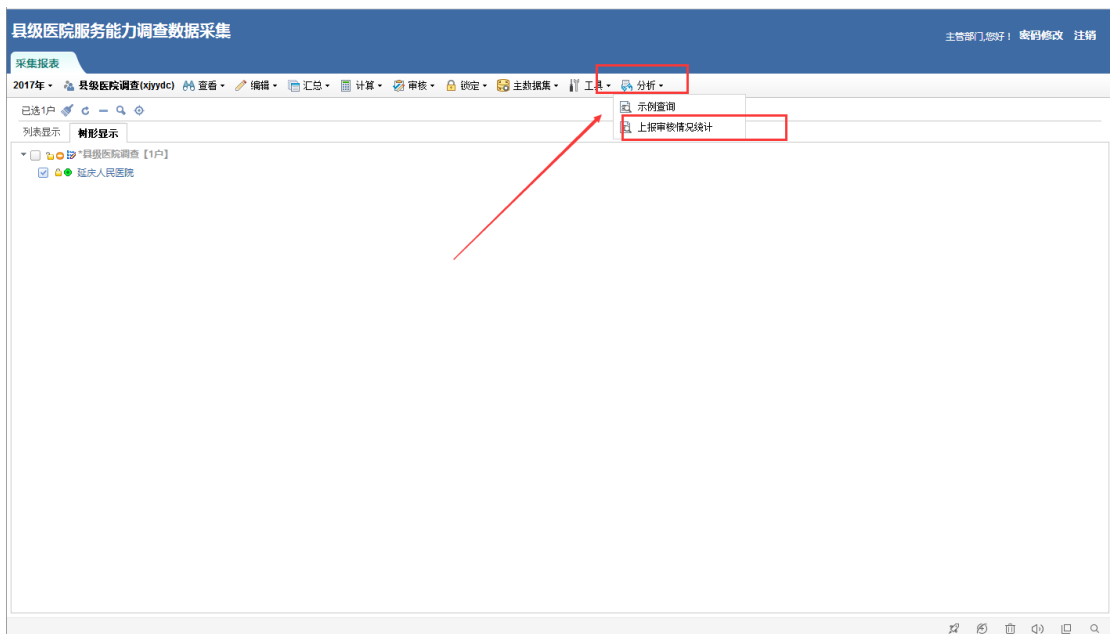 县级医院服务能力调查数据采集
主管部门,您好！ 密码修改 注销
采集报表
2017年 县级医院调查(xjyydc) 查看 编辑 汇总 计算 审核 锁定 主数据集 工具 分析
已选1户
示例查询
列表显示 树形显示
上报审核情况统计
*县级医院调查【1户】
延庆人民医院